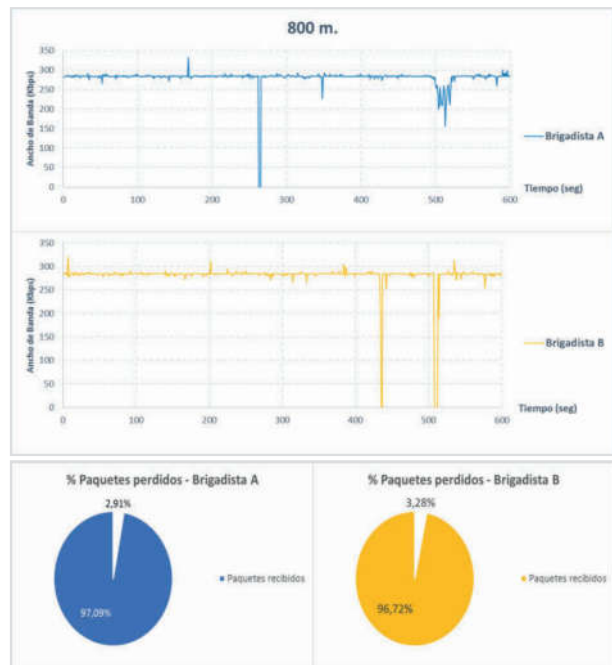 800 m.
Ancho de Banda (Kbps)
350
300
250
200
150
100
50
0
0 100 200 300 400 500 600
Tiempo (seg)
Brigadista A
Ancho de Banda (Kbps)
350
300
250
200
150
100
50
0
0 100 200 300 400 500 600
Tiempo (seg)
Brigadista B
% Paquetes perdidos - Brigadista A
2,91%
97,09%
Paquetes recibidos
% Paquetes perdidos - Brigadista B
3,28%
96,72%
Paquetes recibidos